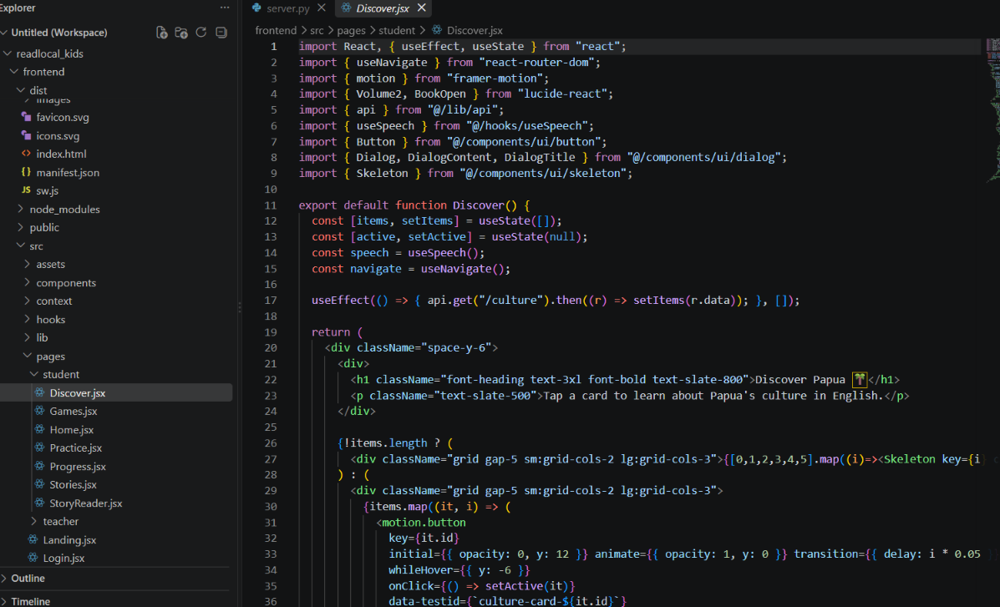 Explorer
···
server.py
Discover.jsx
Untitled (Workspace)
readlocal_kids
frontend
dist
images
favicon.svg
icons.svg
index.html
manifest.json
JS sw.js
node_modules
public
src
assets
components
context
hooks
lib
pages
student
Discover.jsx
Games.jsx
Home.jsx
Practice.jsx
Progress.jsx
Stories.jsx
StoryReader.jsx
teacher
Landing.jsx
Login.jsx
Outline
Timeline
frontend > src > pages > student > Discover.jsx
1 import React, { useEffect, useState } from "react";
2 import { useNavigate } from "react-router-dom";
3 import { motion } from "framer-motion";
4 import { Volume2, BookOpen } from "lucide-react";
5 import { api } from "@/lib/api";
6 import { useSpeech } from "@/hooks/useSpeech";
7 import { Button } from "@/components/ui/button";
8 import { Dialog, DialogContent, DialogTitle } from "@/components/ui/dialog";
9 import { Skeleton } from "@/components/ui/skeleton";
10
11 export default function Discover() {
12 const [items, setItems] = useState([]);
13 const [active, setActive] = useState(null);
14 const speech = useSpeech();
15 const navigate = useNavigate();
16
17 useEffect(() => { api.get("/culture").then((r) => setItems(r.data)); }, []);
18
19 return (
20 <div className="space-y-6">
21 <div>
22 <h1 className="font-heading text-3xl font-bold text-slate-800">Discover Papua 🌴</h1>
23 <p className="text-slate-500">Tap a card to learn about Papua's culture in English.</p>
24 </div>
25
26 {!items.length ? (
27 <div className="grid gap-5 sm:grid-cols-2 lg:grid-cols-3">{[0,1,2,3,4,5].map((i)=><Skeleton key={i}
28 ) : (
29 <div className="grid gap-5 sm:grid-cols-2 lg:grid-cols-3">
30 {items.map((it, i) => (
31 <motion.button
32 key={it.id}
33 initial={{ opacity: 0, y: 12 }} animate={{ opacity: 1, y: 0 }} transition={{ delay: i * 0.05
34 whileHover={{ y: -6 }}
35 onClick={() => setActive(it)}
36 data-testid={`culture-card-${it.id}`}